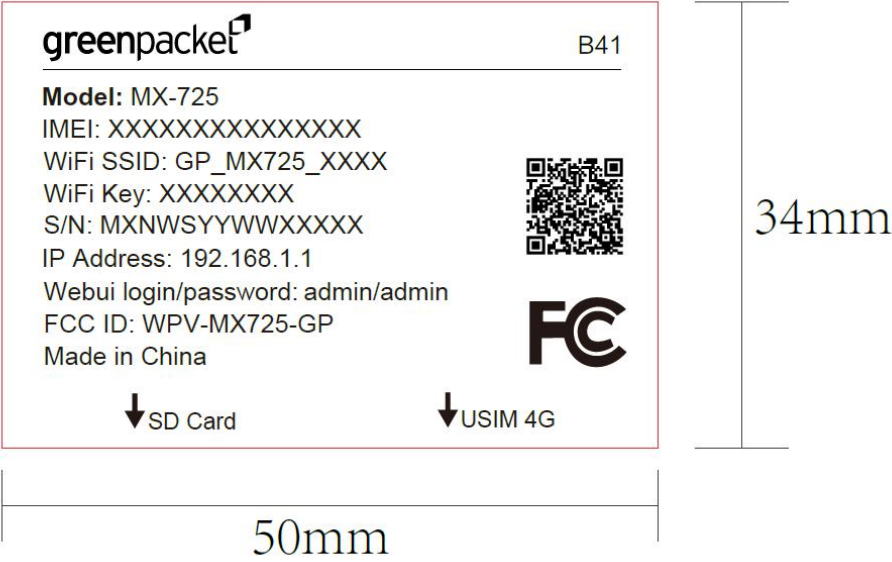 greenpacket
B41
Model: MX-725
IMEI: XXXXXXXXXXXXXXX
WiFi SSID: GP_MX725_XXXX
WiFi Key: XXXXXXXX
S/N: MXNWSYYWWXXXXX
IP Address: 192.168.1.1
Webui login/password: admin/admin
FCC ID: WPV-MX725-GP
Made in China
FC
SD Card
USIM 4G
34mm
50mm